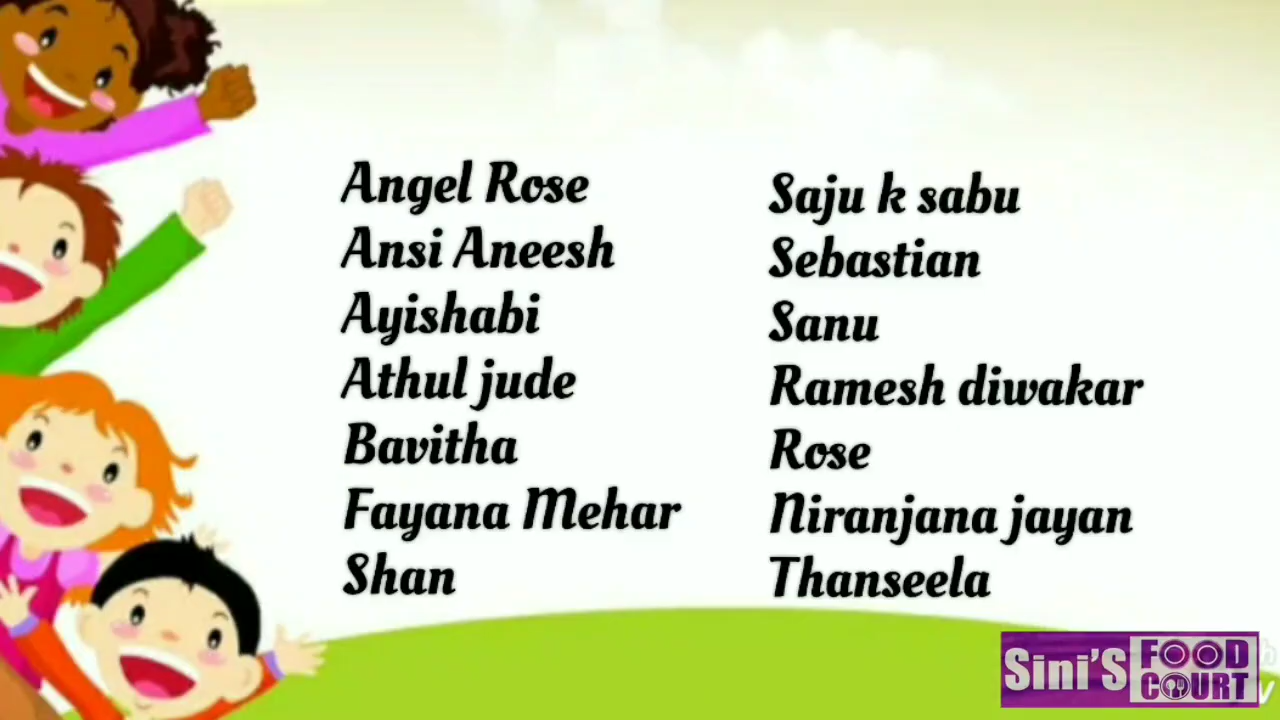 Angel Rose
Ansi Aneesh
Ayishabi
Athul jude
Bavitha
Fayana Mehar
Shan
Saju k sabu
Sebastian
Sanu
Ramesh diwakar
Rose
Niranjana jayan
Thanseela
Sini'S FOOD
COURT